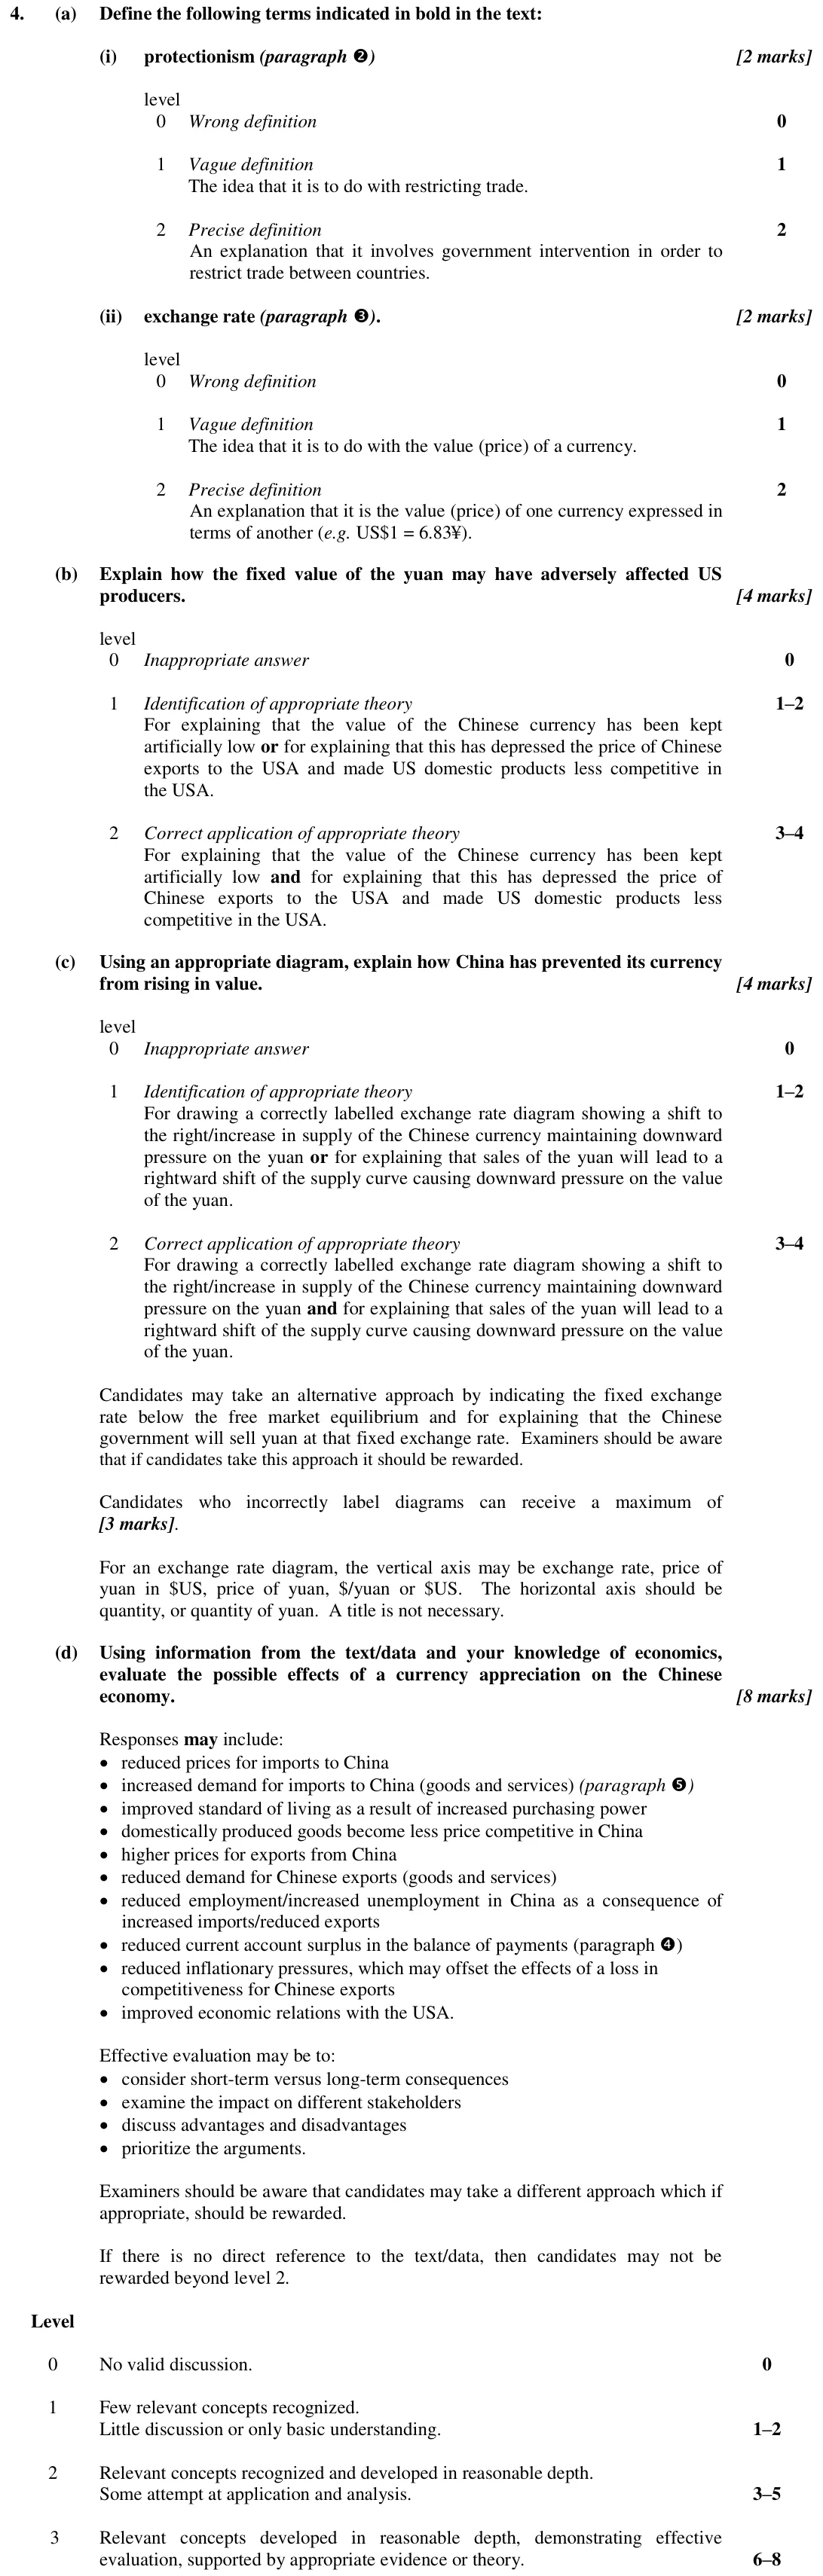 4. (a) Define the following terms indicated in bold in the text:
(i) protectionism (paragraph ❷) [2 marks]
level
0 Wrong definition 0
1 Vague definition 1
The idea that it is to do with restricting trade.
2 Precise definition 2
An explanation that it involves government intervention in order to
restrict trade between countries.
(ii) exchange rate (paragraph ❸). [2 marks]
level
0 Wrong definition 0
1 Vague definition 1
The idea that it is to do with the value (price) of a currency.
2 Precise definition 2
An explanation that it is the value (price) of one currency expressed in
terms of another (e.g. US$1 = 6.83¥).
(b) Explain how the fixed value of the yuan may have adversely affected US
producers. [4 marks]
level
0 Inappropriate answer 0
1 Identification of appropriate theory 1–2
For explaining that the value of the Chinese currency has been kept
artificially low or for explaining that this has depressed the price of Chinese
exports to the USA and made US domestic products less competitive in
the USA.
2 Correct application of appropriate theory 3–4
For explaining that the value of the Chinese currency has been kept
artificially low and for explaining that this has depressed the price of
Chinese exports to the USA and made US domestic products less
competitive in the USA.
(c) Using an appropriate diagram, explain how China has prevented its currency
from rising in value. [4 marks]
level
0 Inappropriate answer 0
1 Identification of appropriate theory 1–2
For drawing a correctly labelled exchange rate diagram showing a shift to
the right/increase in supply of the Chinese currency maintaining downward
pressure on the yuan or for explaining that sales of the yuan will lead to a
rightward shift of the supply curve causing downward pressure on the value
of the yuan.
2 Correct application of appropriate theory 3–4
For drawing a correctly labelled exchange rate diagram showing a shift to
the right/increase in supply of the Chinese currency maintaining downward
pressure on the yuan and for explaining that sales of the yuan will lead to a
rightward shift of the supply curve causing downward pressure on the value
of the yuan.
Candidates may take an alternative approach by indicating the fixed exchange
rate below the free market equilibrium and for explaining that the Chinese
government will sell yuan at that fixed exchange rate. Examiners should be aware
that if candidates take this approach it should be rewarded.
Candidates who incorrectly label diagrams can receive a maximum of
[3 marks].
For an exchange rate diagram, the vertical axis may be exchange rate, price of
yuan in $US, price of yuan, $/yuan or $US. The horizontal axis should be
quantity, or quantity of yuan. A title is not necessary.
(d) Using information from the text/data and your knowledge of economics,
evaluate the possible effects of a currency appreciation on the Chinese
economy. [8 marks]
Responses may include:
• reduced prices for imports to China
• increased demand for imports to China (goods and services) (paragraph ❺)
• improved standard of living as a result of increased purchasing power
• domestically produced goods become less price competitive in China
• higher prices for exports from China
• reduced demand for Chinese exports (goods and services)
• reduced employment/increased unemployment in China as a consequence of
increased imports/reduced exports
• reduced current account surplus in the balance of payments (paragraph ❹)
• reduced inflationary pressures, which may offset the effects of a loss in
competitiveness for Chinese exports
• improved economic relations with the USA.
Effective evaluation may be to:
• consider short-term versus long-term consequences
• examine the impact on different stakeholders
• discuss advantages and disadvantages
• prioritize the arguments.
Examiners should be aware that candidates may take a different approach which if
appropriate, should be rewarded.
If there is no direct reference to the text/data, then candidates may not be
rewarded beyond level 2.
Level
0 No valid discussion. 0
1 Few relevant concepts recognized.
Little discussion or only basic understanding. 1–2
2 Relevant concepts recognized and developed in reasonable depth.
Some attempt at application and analysis. 3–5
3 Relevant concepts developed in reasonable depth, demonstrating effective
evaluation, supported by appropriate evidence or theory. 6–8